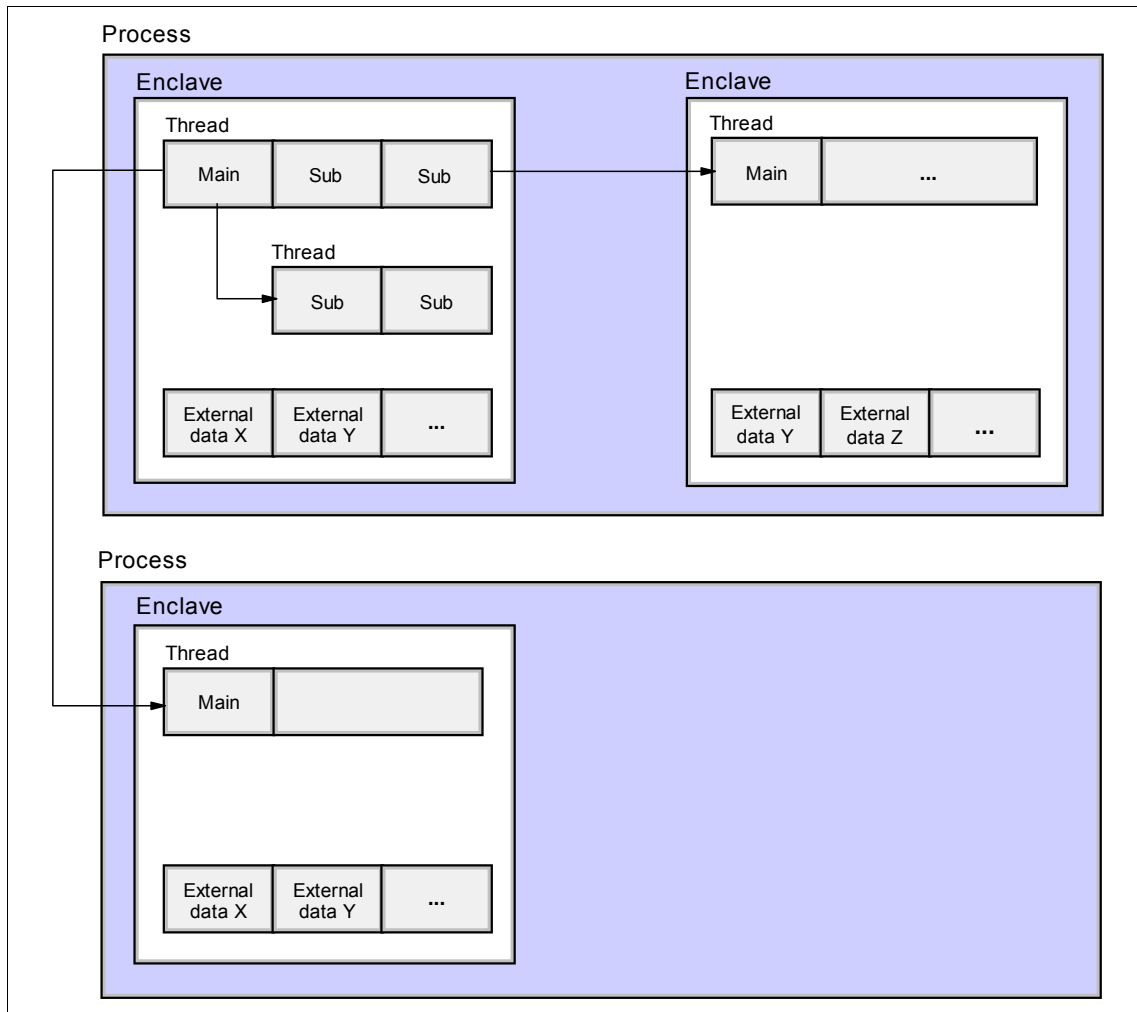 Process
Enclave
Enclave
Thread
Thread
Main
Sub
Sub
Main
...
Thread
Sub
Sub
External
data X
External
data Y
...
External
data Y
External
data Z
...
Process
Enclave
Thread
Main
External
data X
External
data Y
...